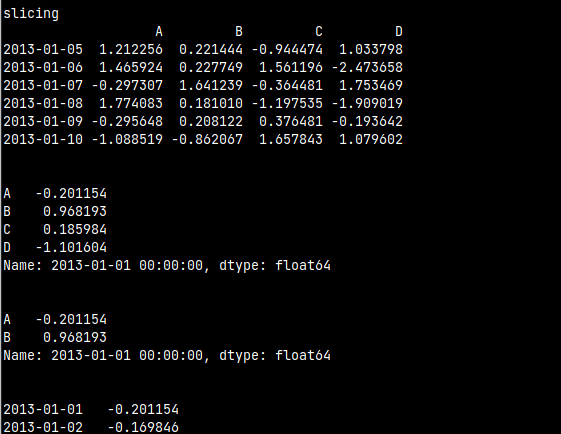 slicing
                   A         B         C         D
2013-01-05  1.212256  0.221444 -0.944474  1.033798
2013-01-06  1.465924  0.227749  1.561196 -2.473658
2013-01-07 -0.297307  1.641239 -0.364481  1.753469
2013-01-08  1.774083  0.181010 -1.197535 -1.909019
2013-01-09 -0.295648  0.208122  0.376481 -0.193642
2013-01-10 -1.088519 -0.862067  1.657843  1.079602
A   -0.201154
B    0.968193
C    0.185984
D   -1.101604
Name: 2013-01-01 00:00:00, dtype: float64
A   -0.201154
B    0.968193
Name: 2013-01-01 00:00:00, dtype: float64
2013-01-01   -0.201154
2013-01-02   -0.169846